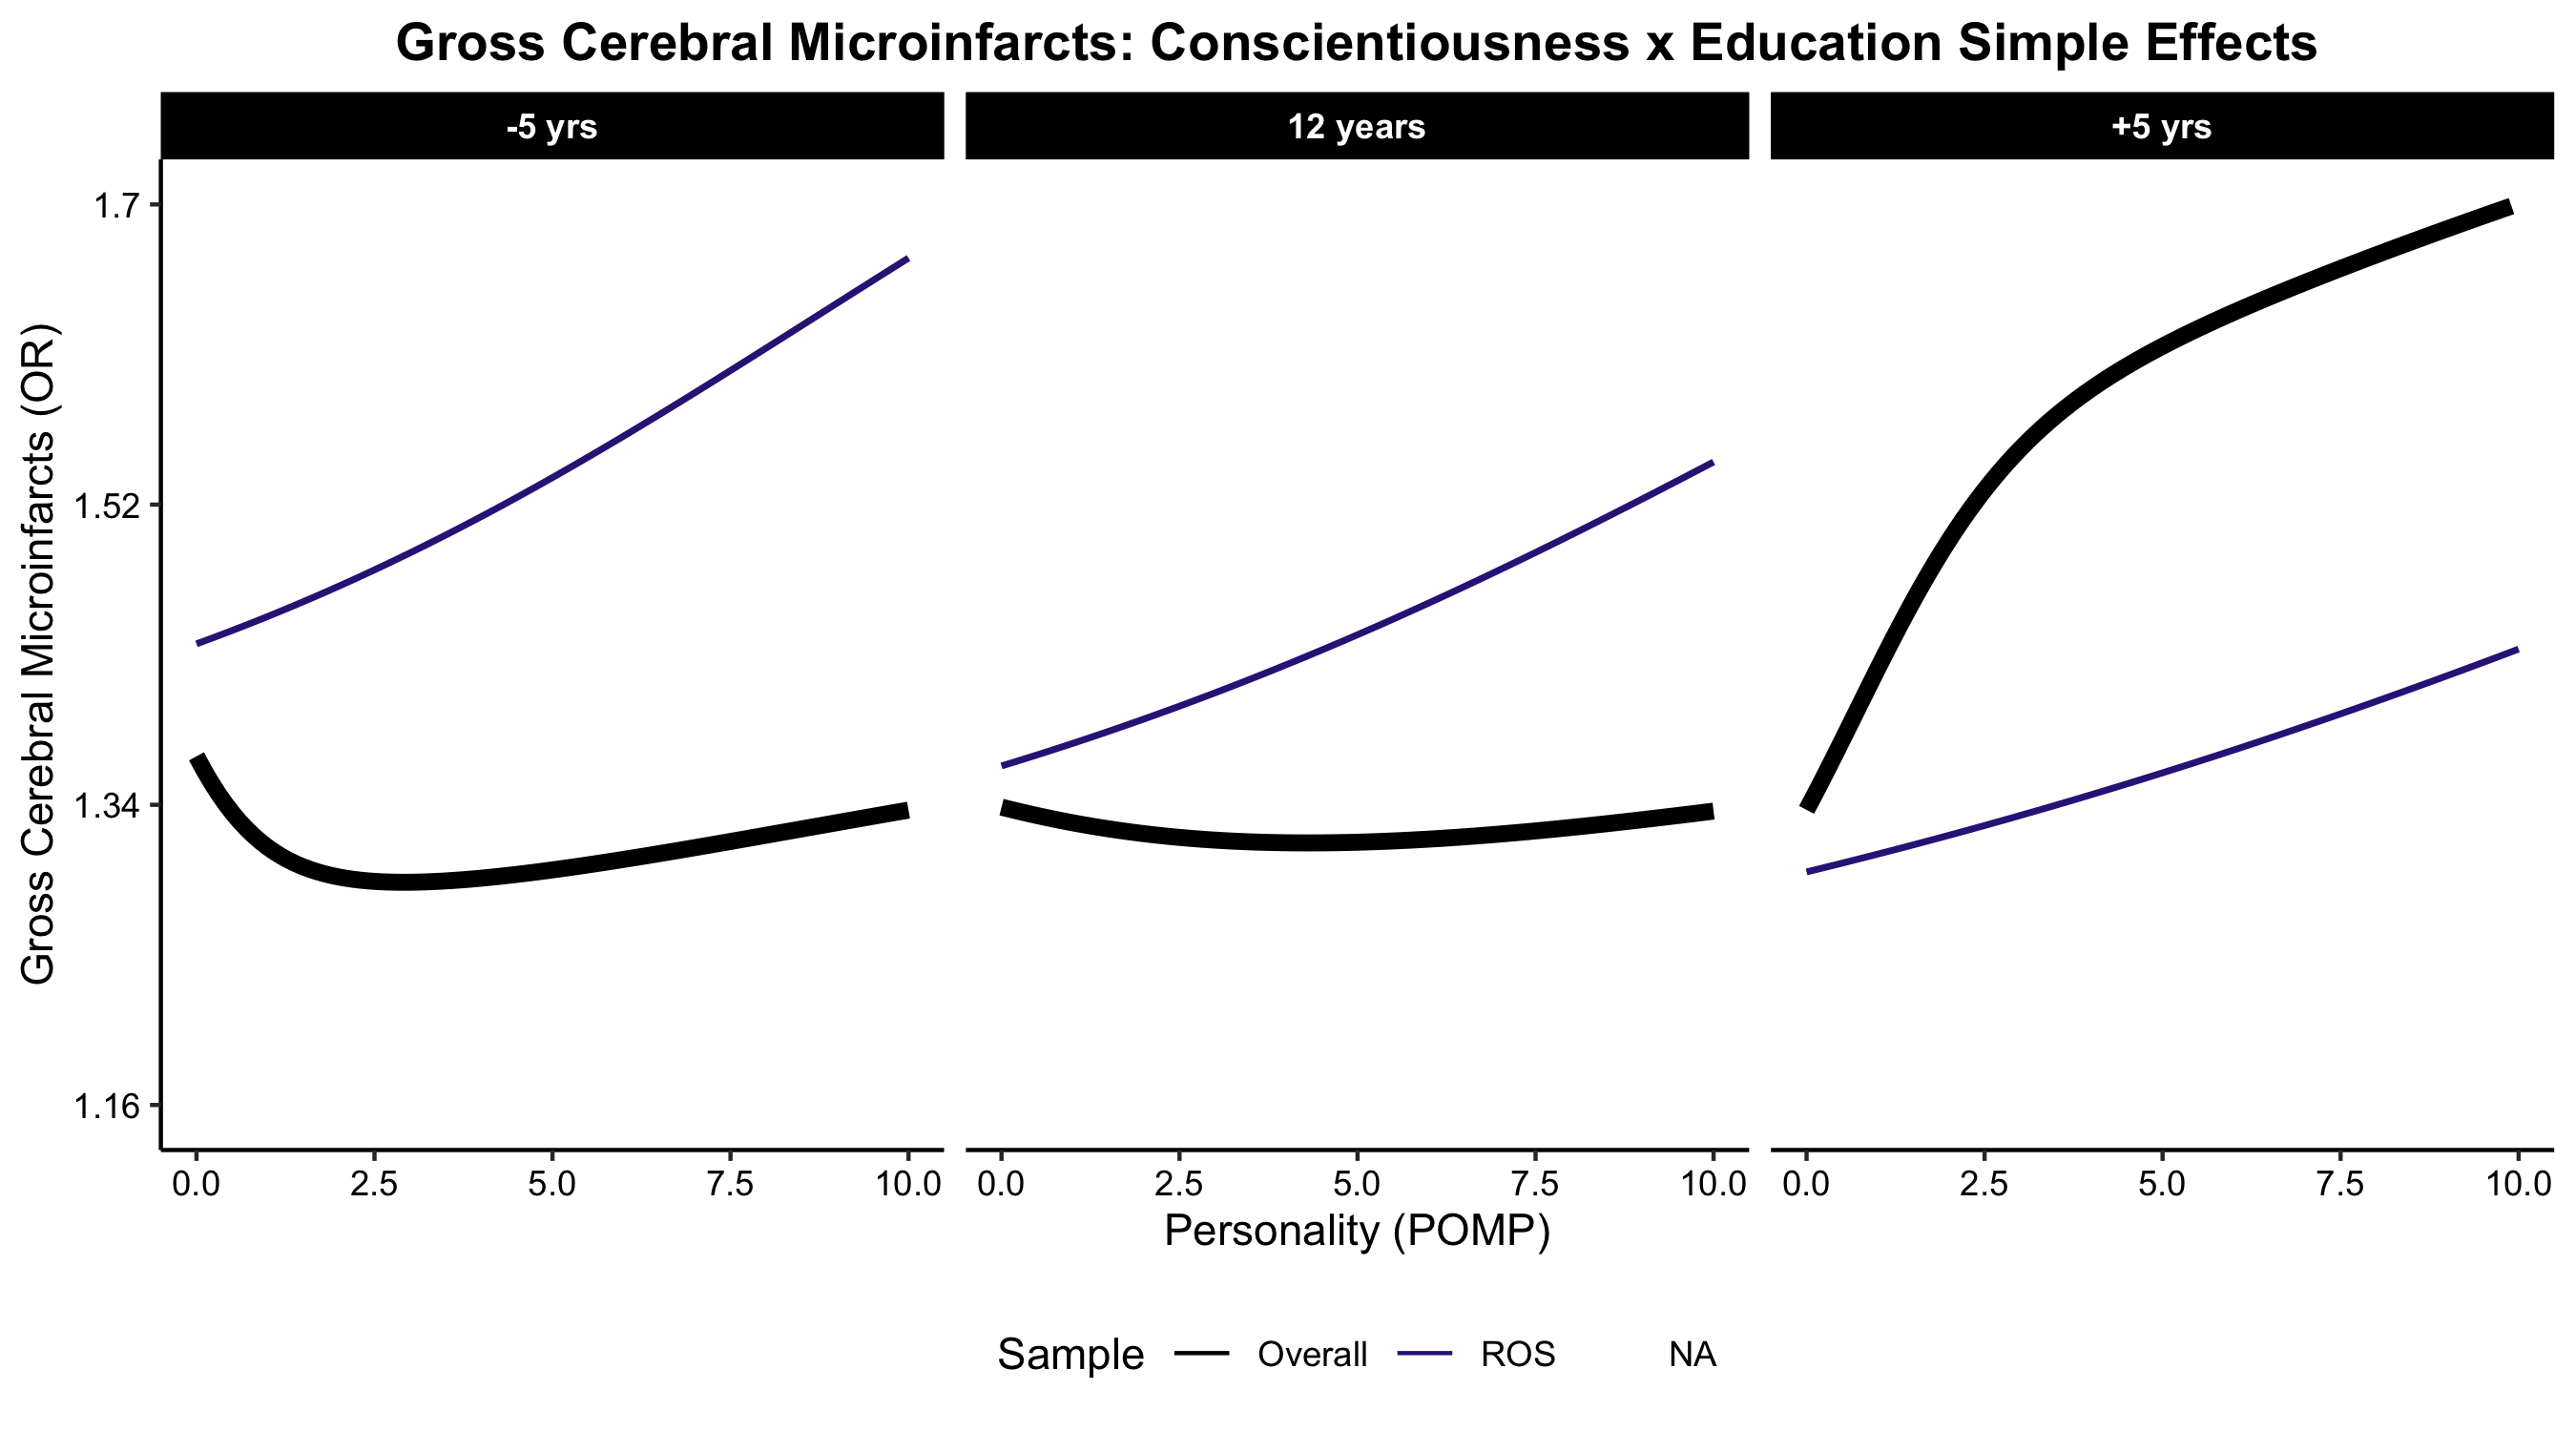 Gross Cerebral Microinfarcts: Conscientiousness x Education Simple Effects
-5 yrs
12 years
+5 yrs
Gross Cerebral Microinfarcts (OR)
1.7
1.52
1.34
1.16
0.0 2.5 5.0 7.5 10.0
0.0 2.5 5.0 7.5 10.0
0.0 2.5 5.0 7.5 10.0
Personality (POMP)
Sample Overall ROS NA